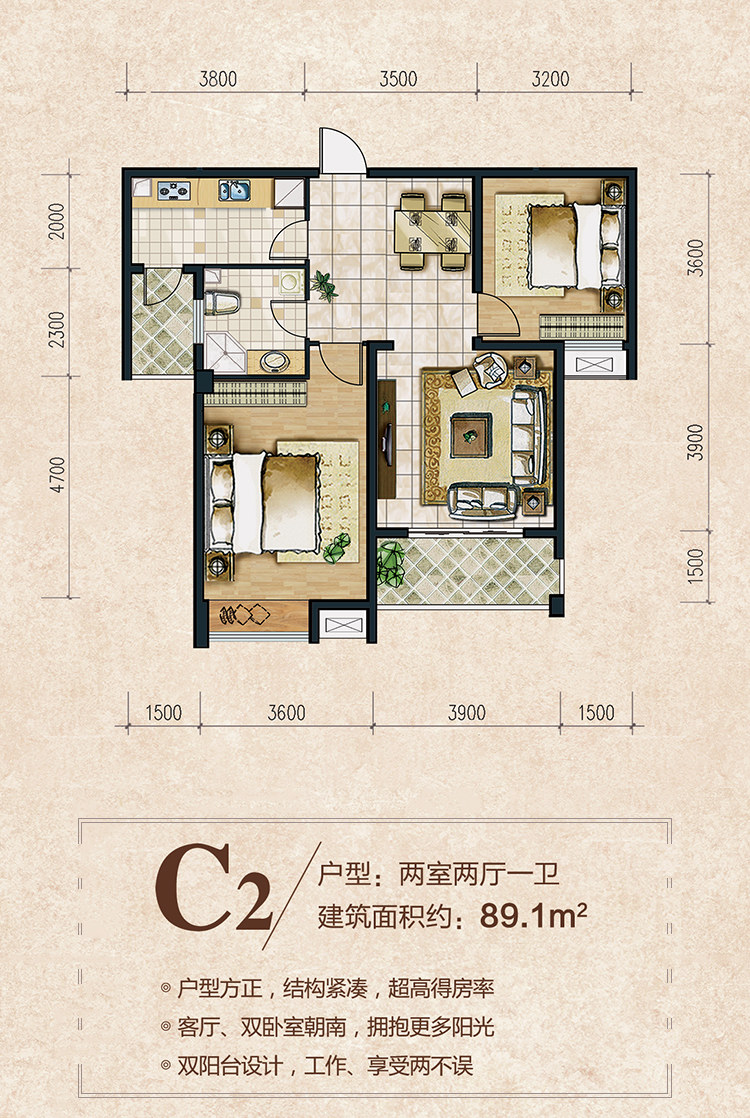 3800 3500 3200
2000
2300
4700
3600
3900
1500
1500 3600 3900 1500
C2
户型：两室两厅一卫
建筑面积约：89.1m²
户型方正，结构紧凑，超高得房率
客厅、双卧室朝南，拥抱更多阳光
双阳台设计，工作、享受两不误